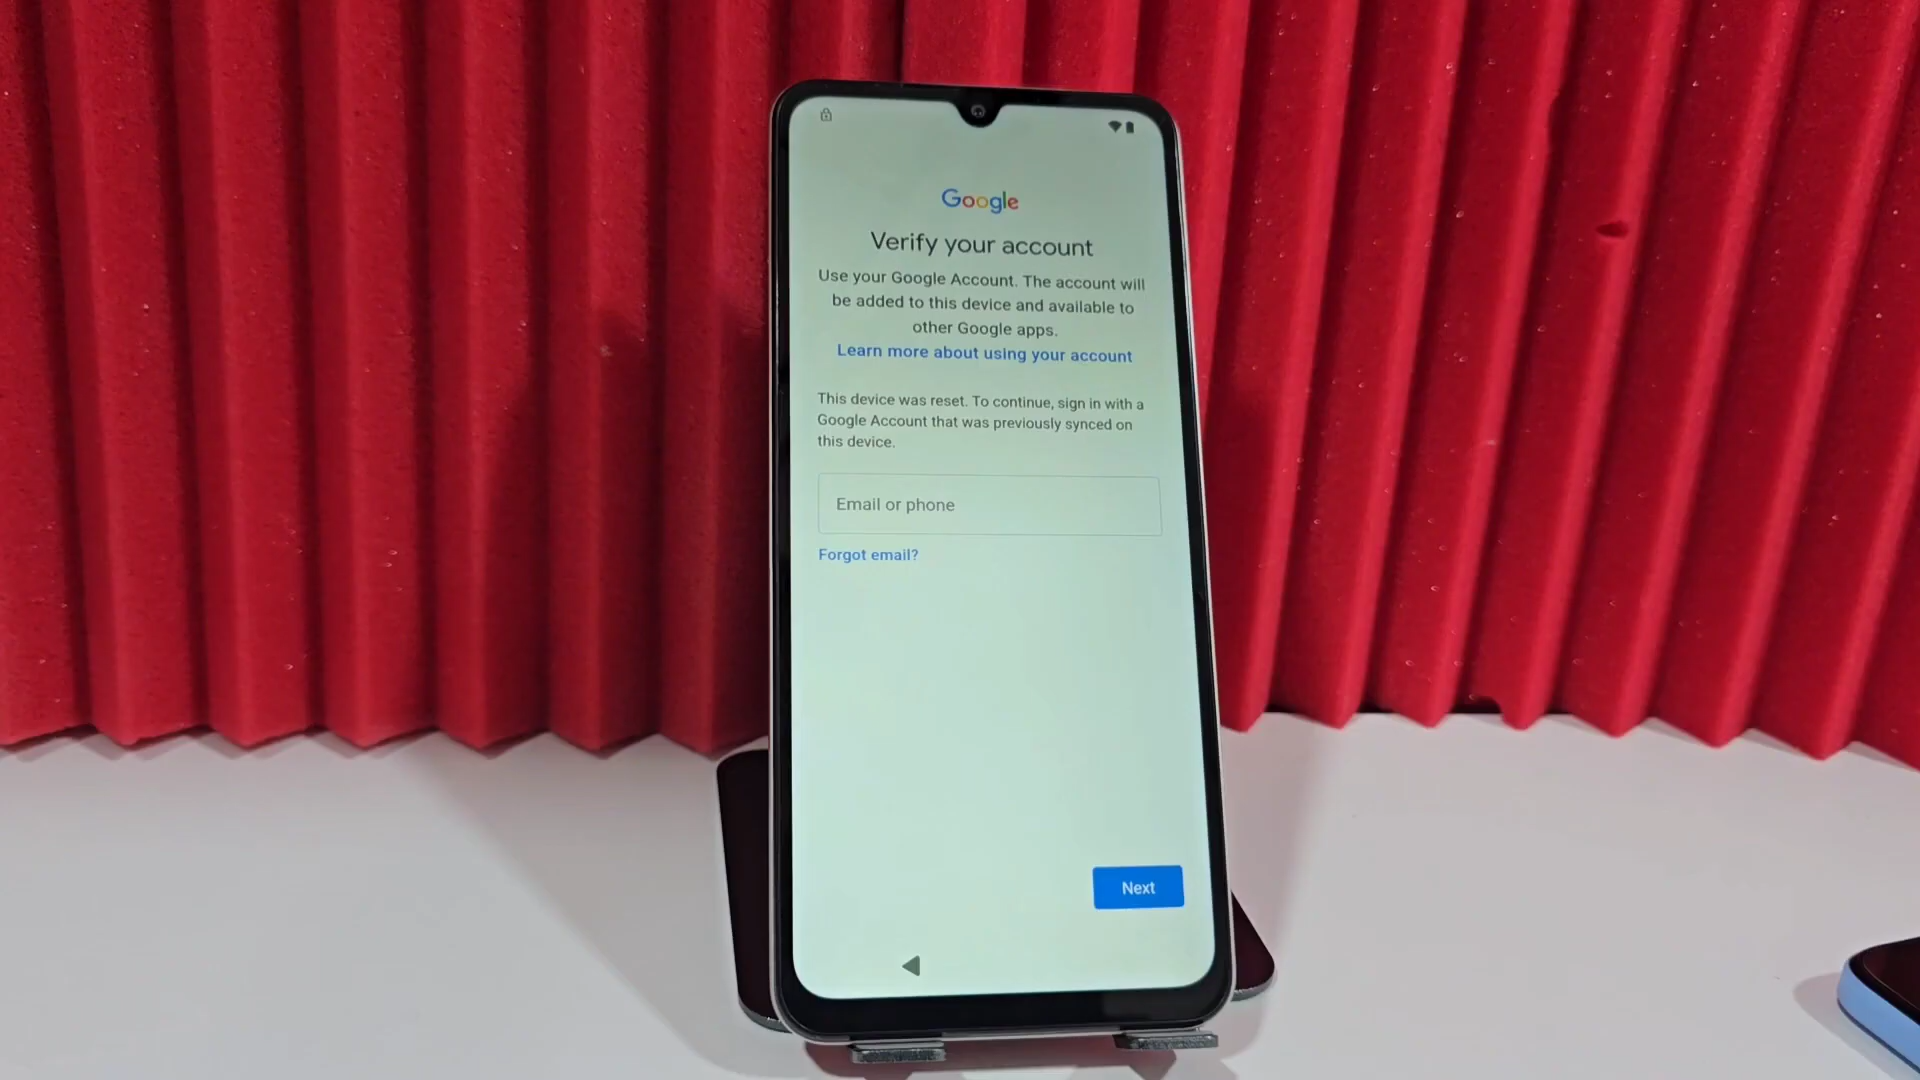 Google
Verify your account
Use your Google Account. The account will
be added to this device and available to
other Google apps.
Learn more about using your account
This device was reset. To continue, sign in with a
Google Account that was previously synced on
this device.
Email or phone
Forgot email?
Next